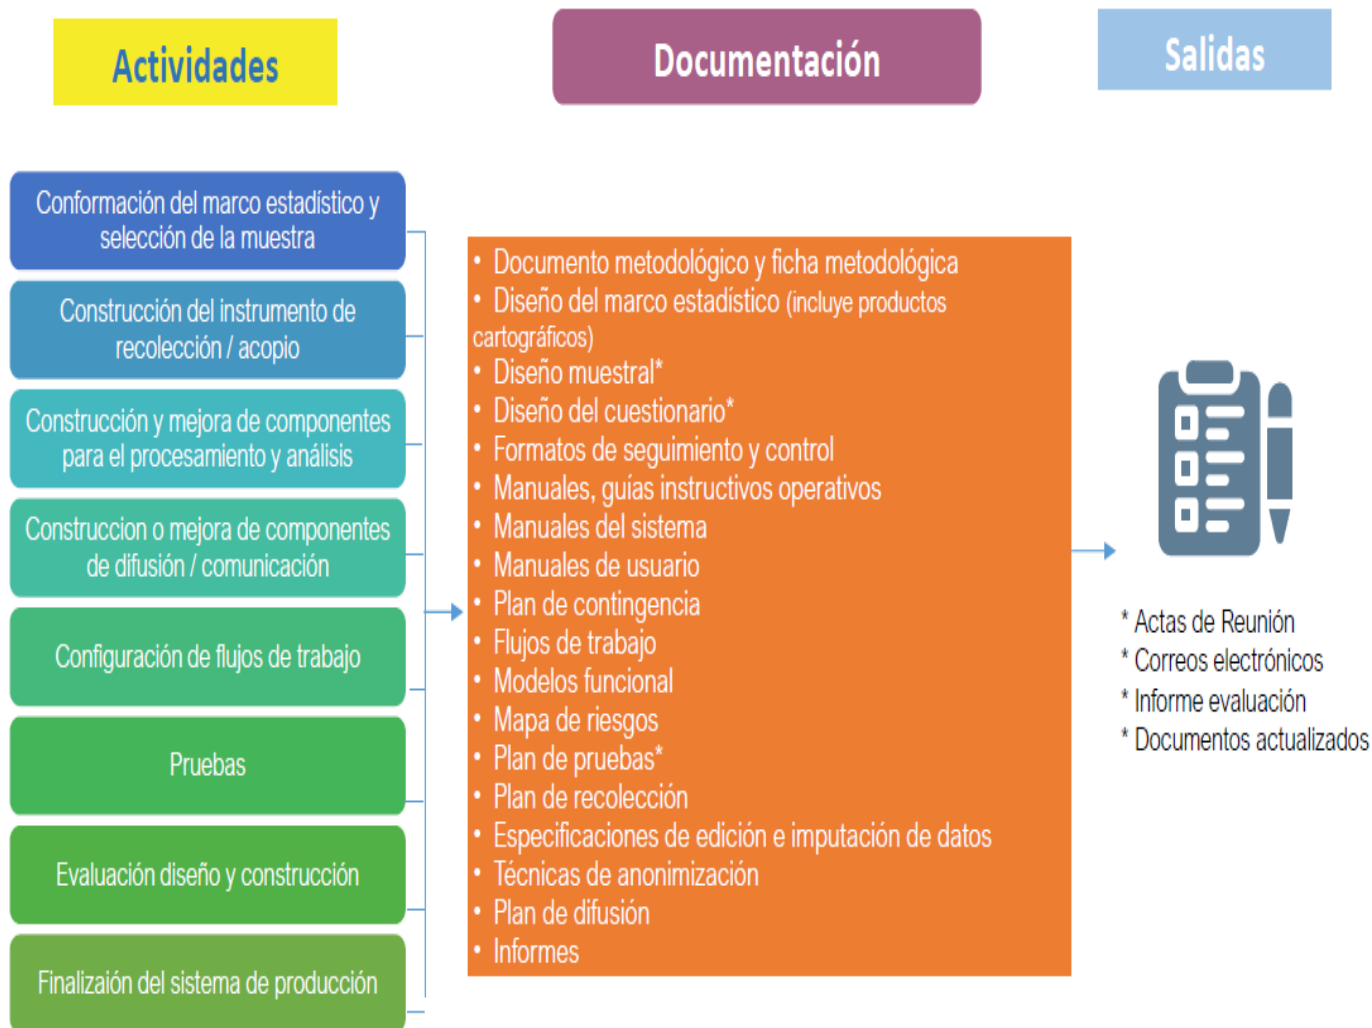 Actividades
Documentación
Salidas
Conformación del marco estadístico y
selección de la muestra
Construcción del instrumento de
recolección / acopio
Construcción y mejora de componentes
para el procesamiento y análisis
Construccion o mejora de componentes
de difusión / comunicación
Configuración de flujos de trabajo
Pruebas
Evaluación diseño y construcción
Finalizaión del sistema de producción
• Documento metodológico y ficha metodológica
• Diseño del marco estadístico (incluye productos
cartográficos)
• Diseño muestral*
• Diseño del cuestionario*
• Formatos de seguimiento y control
• Manuales, guías instructivos operativos
• Manuales del sistema
• Manuales de usuario
• Plan de contingencia
• Flujos de trabajo
• Modelos funcional
• Mapa de riesgos
• Plan de pruebas*
• Plan de recolección
• Especificaciones de edición e imputación de datos
• Técnicas de anonimización
• Plan de difusión
• Informes
* Actas de Reunión
* Correos electrónicos
* Informe evaluación
* Documentos actualizados